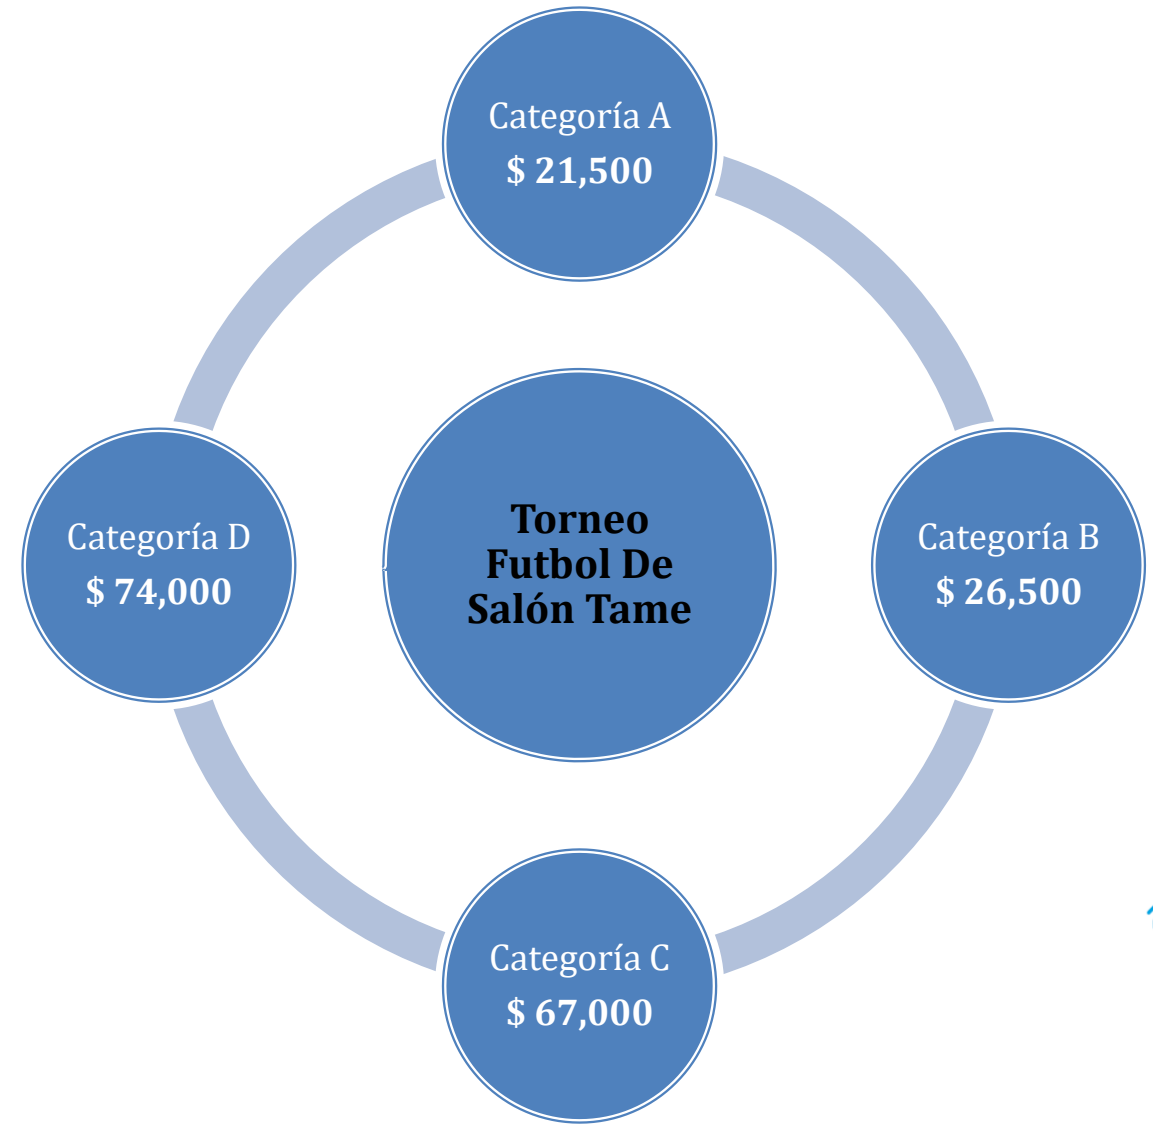 Categoría A
$ 21,500
Categoría D
$ 74,000
Torneo
Futbol De
Salón Tame
Categoría B
$ 26,500
Categoría C
$ 67,000